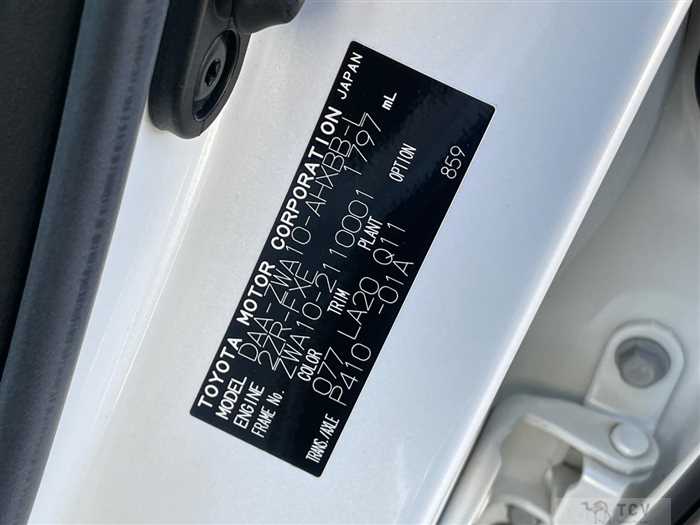 TOYOTA MOTOR CORPORATION JAPAN
MODEL DAA-ZWA10-AHXBB-L
ENGINE 2ZR-FXE 1797 mL
FRAME No. ZWA10-2110001
COLOR TRIM PLANT OPTION
077 LA20 Q11 859
TRANS./AXLE P410 -01A
TCV